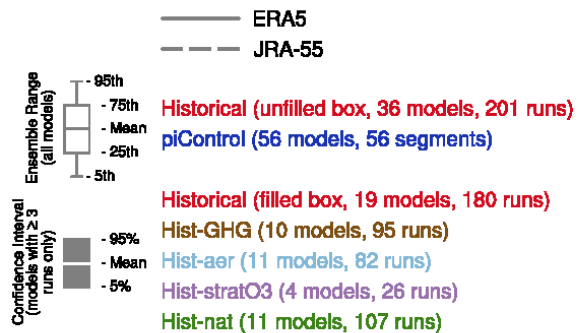 ERA5
JRA-55
Ensemble Range
(all models)
- 95th
- 75th
- Mean
- 25th
- 5th
Historical (unfilled box, 36 models, 201 runs)
piControl (56 models, 56 segments)
Confidence Interval
(models with ≥ 3
runs only)
- 95%
- Mean
- 5%
Historical (filled box, 19 models, 180 runs)
Hist-GHG (10 models, 95 runs)
Hist-aer (11 models, 82 runs)
Hist-stratO3 (4 models, 26 runs)
Hist-nat (11 models, 107 runs)